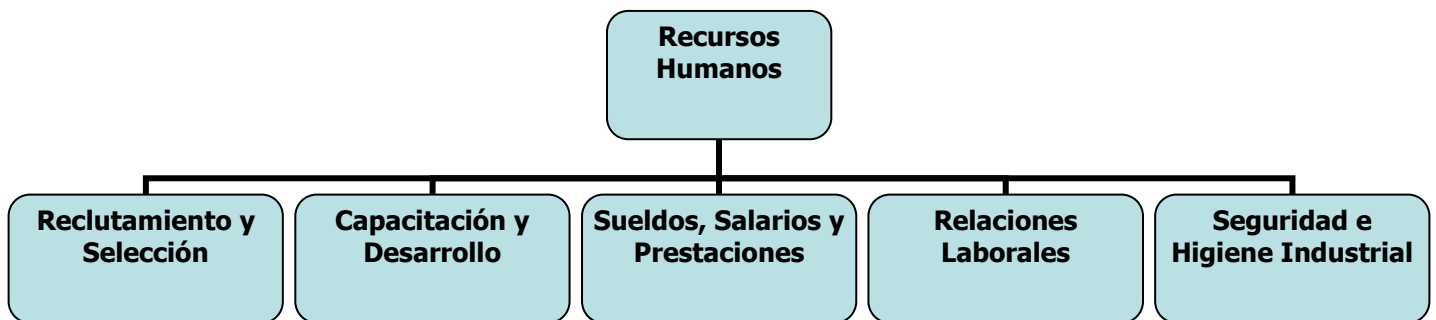 Recursos
Humanos
Reclutamiento y
Selección
Capacitación y
Desarrollo
Sueldos, Salarios y
Prestaciones
Relaciones
Laborales
Seguridad e
Higiene Industrial